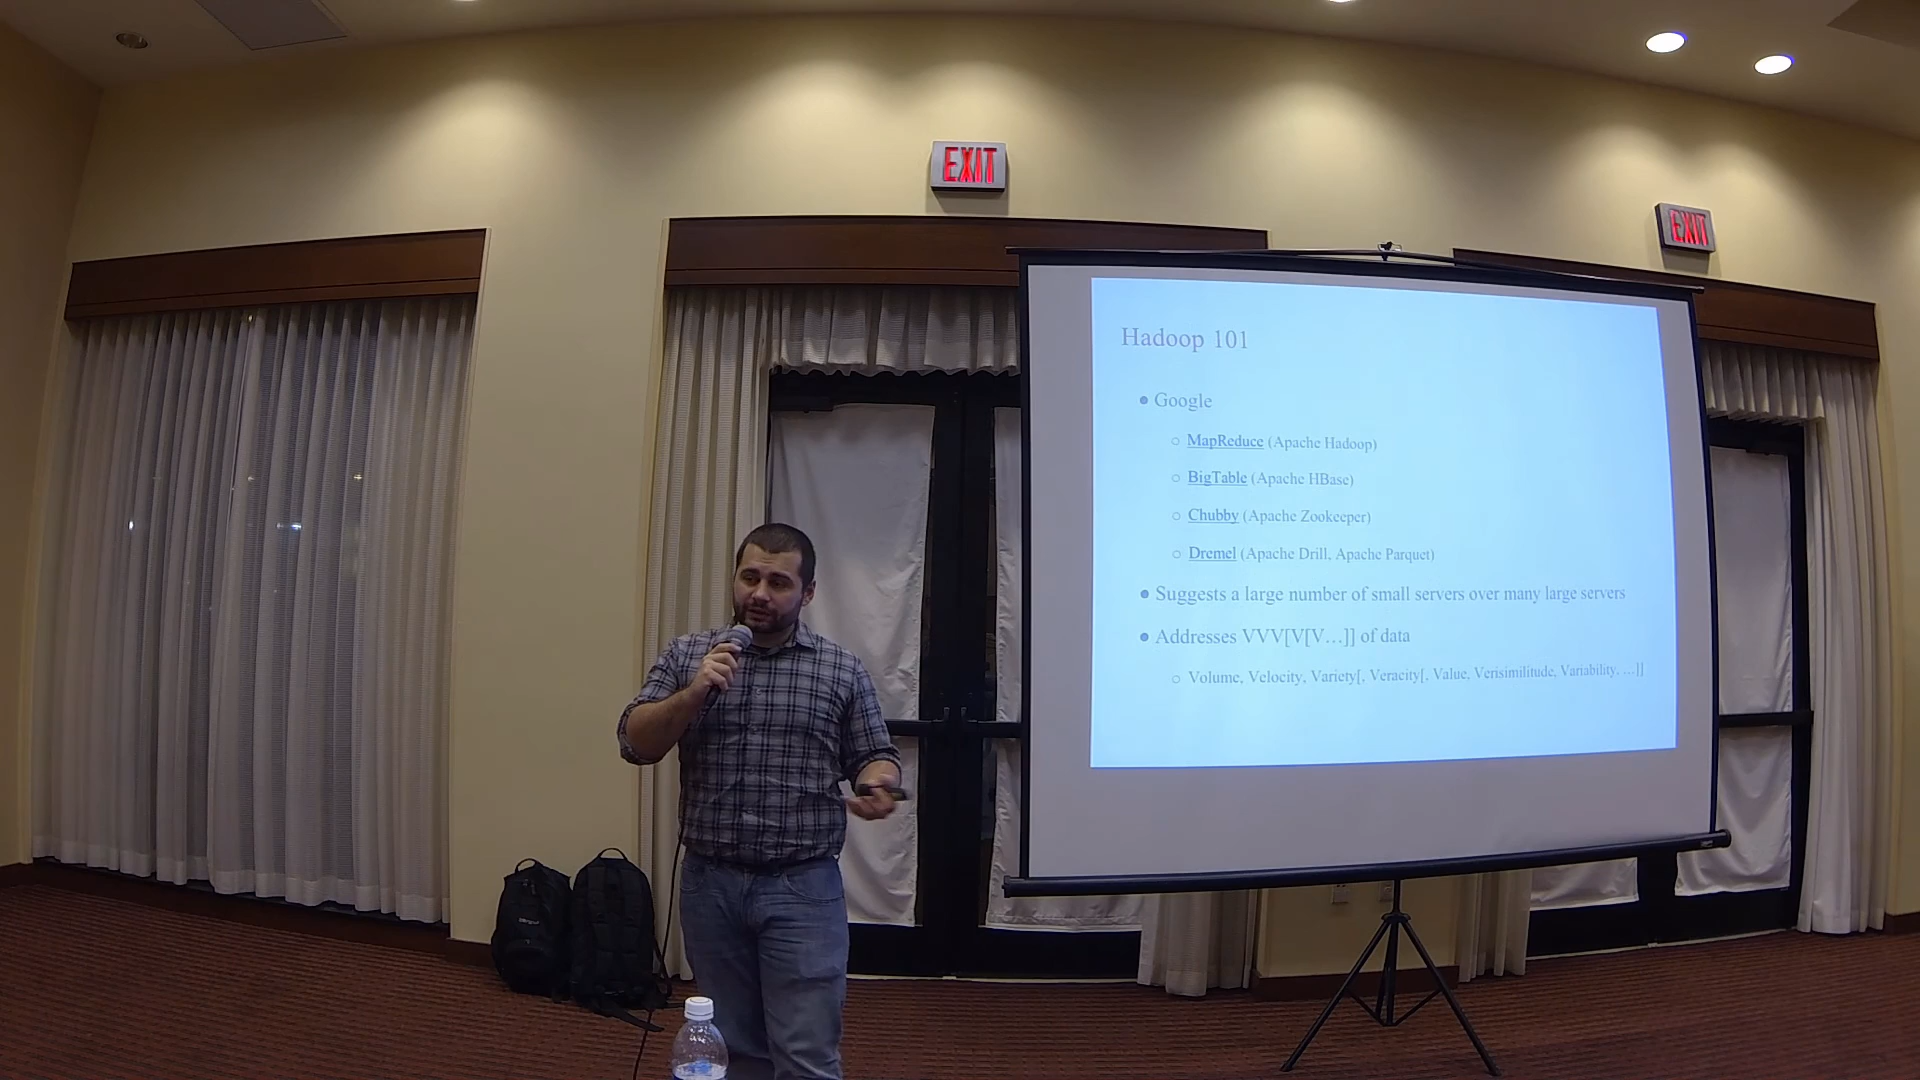 EXIT
EXIT
Hadoop 101
Google
MapReduce (Apache Hadoop)
BigTable (Apache HBase)
Chubby (Apache Zookeeper)
Dremel (Apache Drill, Apache Parquet)
Suggests a large number of small servers over many large servers
Addresses VVV[V[V…]] of data
Volume, Velocity, Variety[, Veracity[, Value, Verisimilitude, Variability, …]]